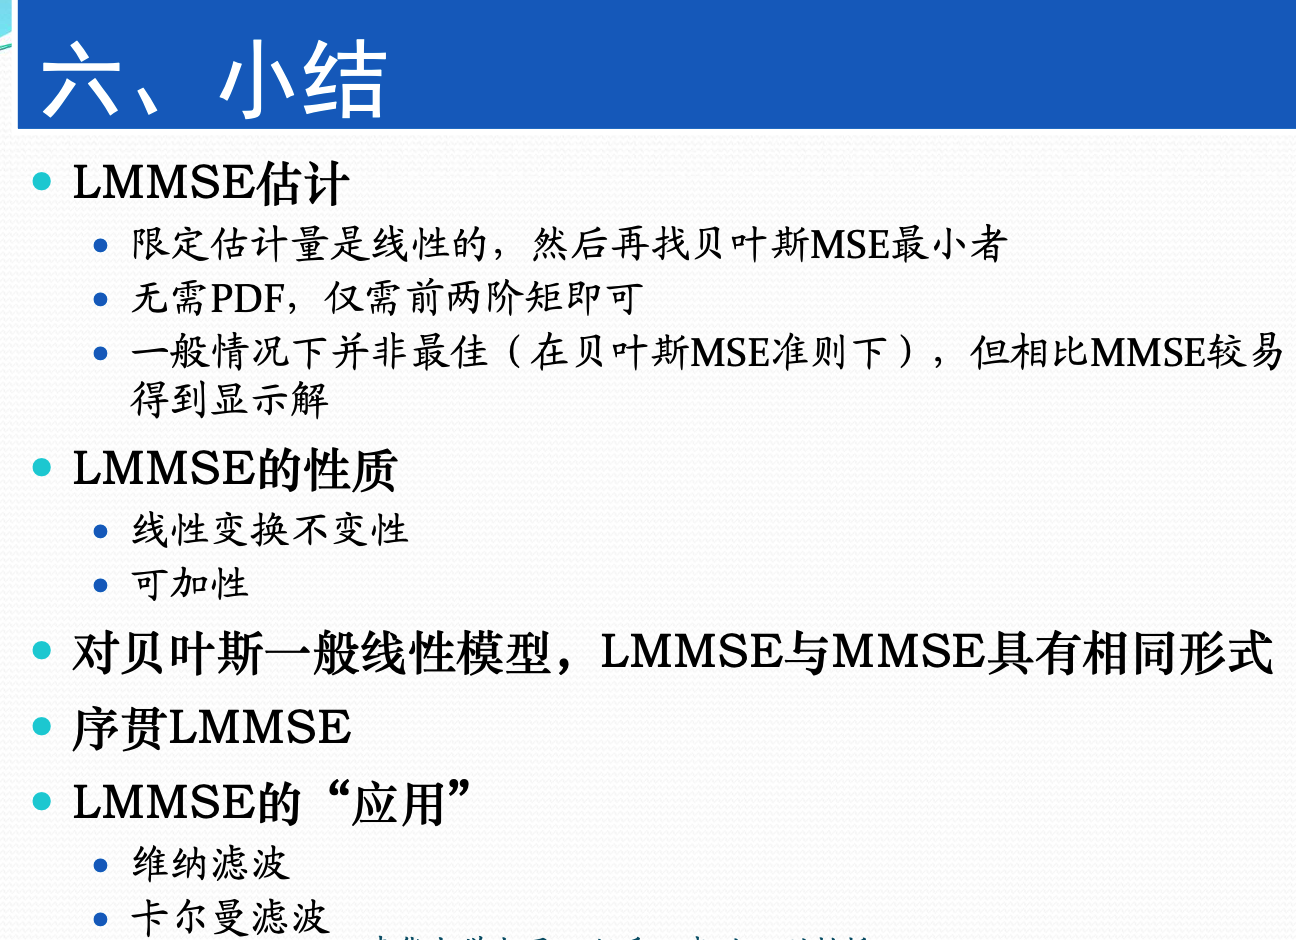 六、小结
LMMSE估计
限定估计量是线性的，然后再找贝叶斯MSE最小者
无需PDF，仅需前两阶矩即可
一般情况下并非最佳（在贝叶斯MSE准则下），但相比MMSE较易
得到显示解
LMMSE的性质
线性变换不变性
可加性
对贝叶斯一般线性模型，LMMSE与MMSE具有相同形式
序贯LMMSE
LMMSE的“应用”
维纳滤波
卡尔曼滤波